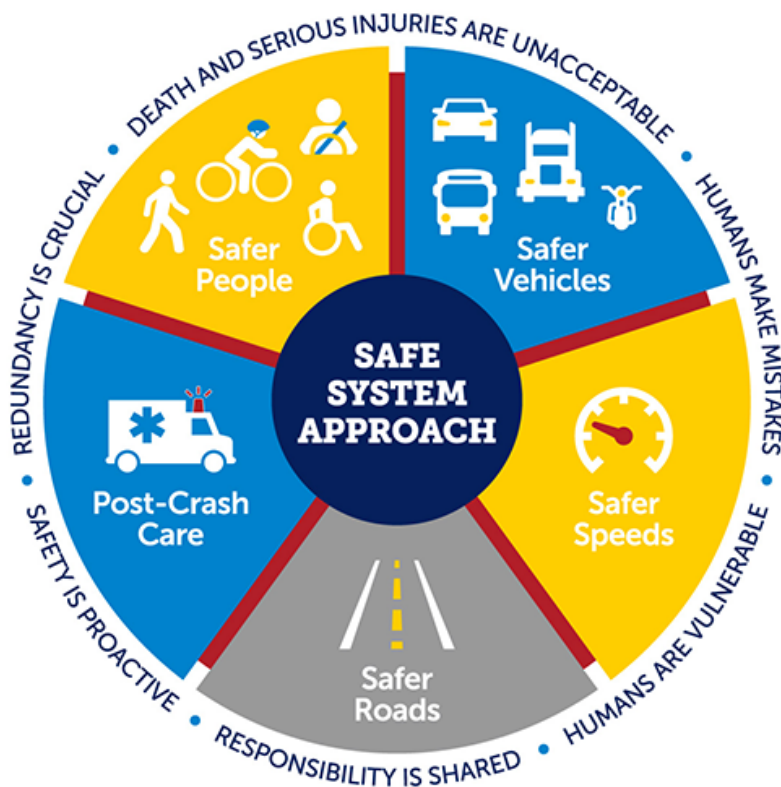 DEATH AND SERIOUS INJURIES ARE UNACCEPTABLE
HUMANS MAKE MISTAKES
HUMANS ARE VULNERABLE
RESPONSIBILITY IS SHARED
SAFETY IS PROACTIVE
REDUNDANCY IS CRUCIAL
Safer
People
Safer
Vehicles
SAFE
SYSTEM
APPROACH
Post-Crash
Care
Safer
Speeds
Safer
Roads